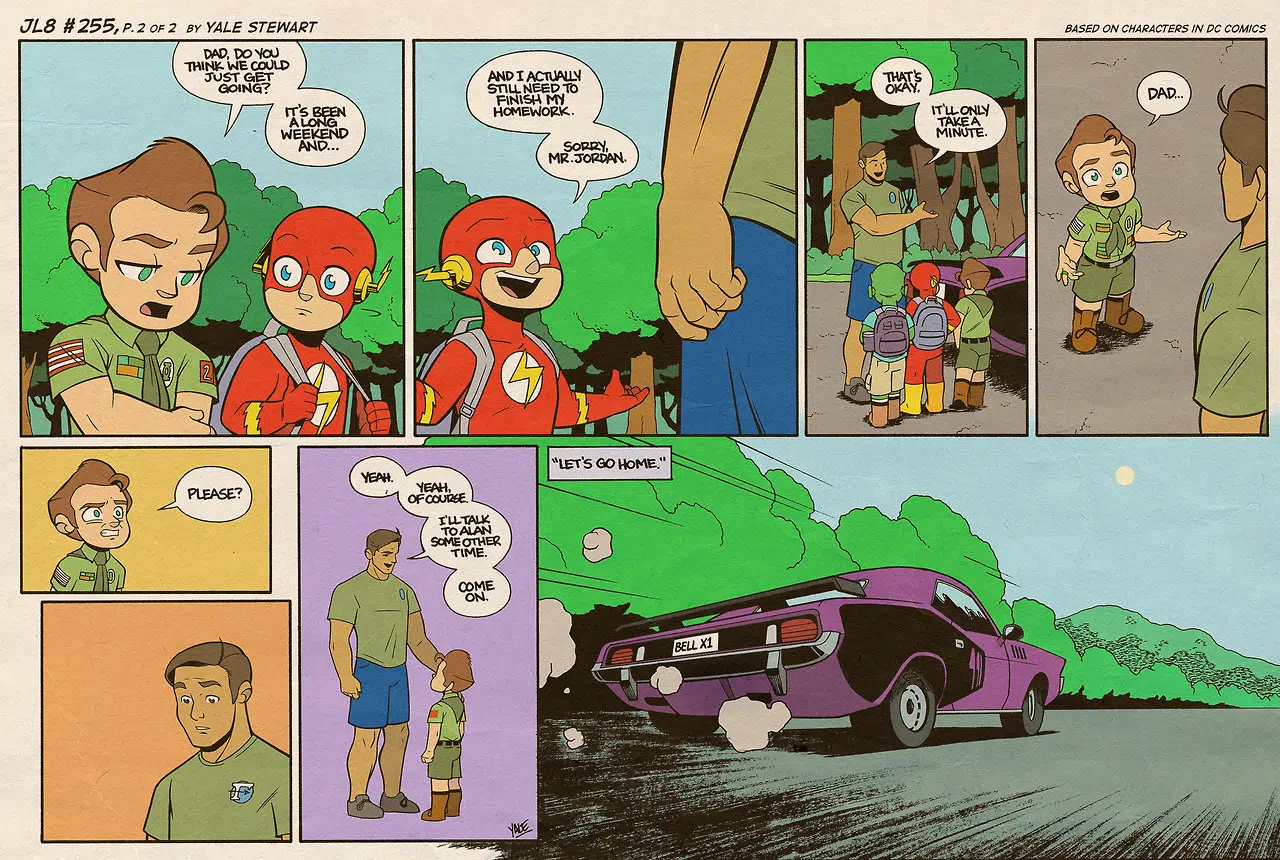 JL8 #255, P. 2 OF 2 BY YALE STEWART
BASED ON CHARACTERS IN DC COMICS
DAD, DO YOU
THINK WE COULD
JUST GET
GOING?
IT'S BEEN
A LONG
WEEKEND
AND...
2
AND I ACTUALLY
STILL NEED TO
FINISH MY
HOMEWORK.
SORRY,
MR. JORDAN.
THAT'S
OKAY.
IT'LL ONLY
TAKE A
MINUTE.
DAD...
PLEASE?
YEAH.
YEAH,
OF COURSE.
I'LL TALK
TO ALAN
SOME OTHER
TIME.
COME
ON.
YALE
"LET'S GO HOME."
BELL X1